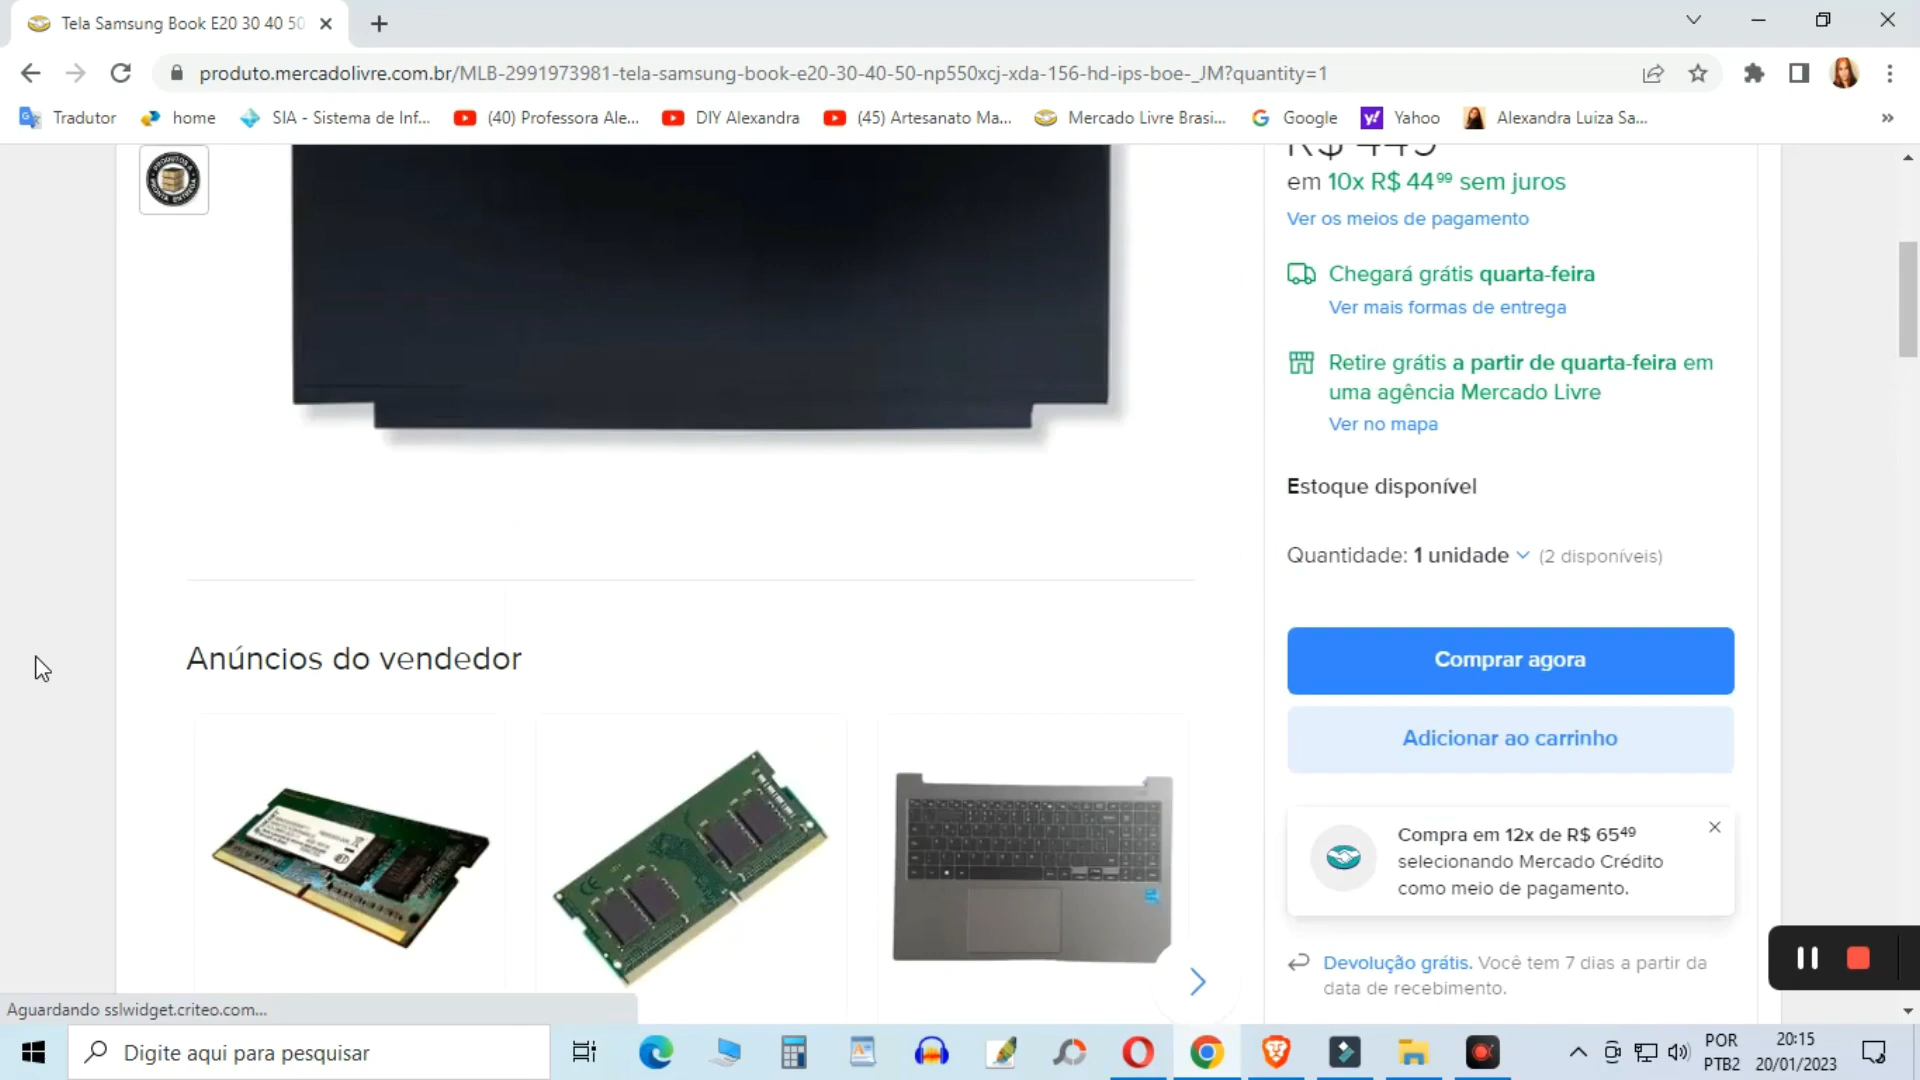 Tela Samsung Book E20 30 40 50
produto.mercadolivre.com.br/MLB-2991973981-tela-samsung-book-e20-30-40-50-np550xcj-xda-156-hd-ips-boe-_JM?quantity=1
Tradutor
home
SIA - Sistema de Inf...
(40) Professora Ale...
DIY Alexandra
(45) Artesanato Ma...
Mercado Livre Brasi...
Google
Yahoo
Alexandra Luiza Sa...
PRODUTOS A
PRONTA ENTREGA
R$ 449
em 10x R$ 44⁹⁹ sem juros
Ver os meios de pagamento
Chegará grátis quarta-feira
Ver mais formas de entrega
Retire grátis a partir de quarta-feira em
uma agência Mercado Livre
Ver no mapa
Estoque disponível
Quantidade: 1 unidade (2 disponíveis)
Comprar agora
Adicionar ao carrinho
Compra em 12x de R$ 65⁴⁹
selecionando Mercado Crédito
como meio de pagamento.
Devolução grátis. Você tem 7 dias a partir da
data de recebimento.
Anúncios do vendedor
Aguardando sslwidget.criteo.com...
Digite aqui para pesquisar
POR
PTB2
20:15
20/01/2023